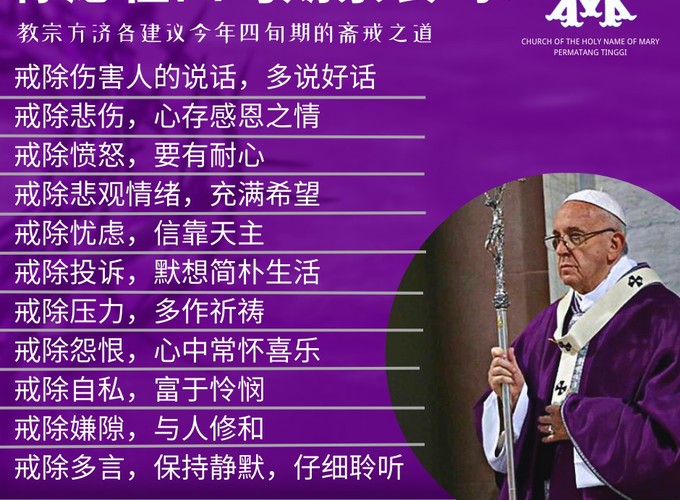 教宗方济各建议今年四旬期的斋戒之道
CHURCH OF THE HOLY NAME OF MARY
PERMATANG TINGGI
戒除伤害人的说话，多说好话
戒除悲伤，心存感恩之情
戒除愤怒，要有耐心
戒除悲观情绪，充满希望
戒除忧虑，信靠天主
戒除投诉，默想简朴生活
戒除压力，多作祈祷
戒除怨恨，心中常怀喜乐
戒除自私，富于怜悯
戒除嫌隙，与人修和
戒除多言，保持静默，仔细聆听